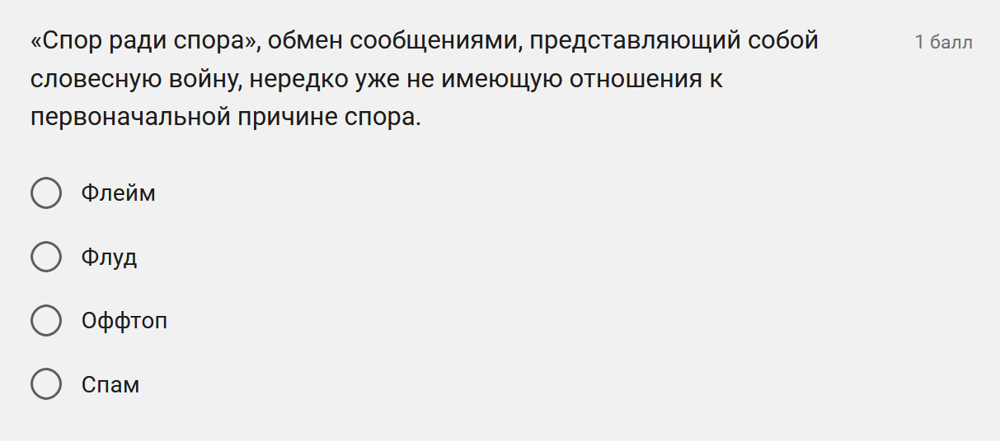 «Спор ради спора», обмен сообщениями, представляющий собой
1 балл
словесную войну, нередко уже не имеющую отношения к
первоначальной причине спора.
Флейм
Флуд
Оффтоп
Спам